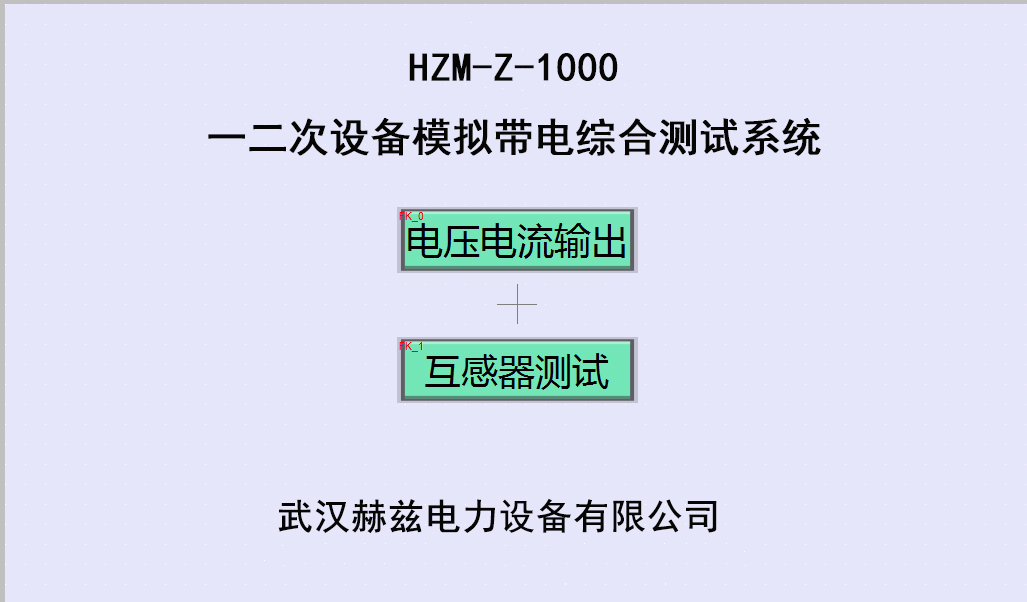 HZM-Z-1000
一二次设备模拟带电综合测试系统
FK_0
电压电流输出
FK_1
互感器测试
武汉赫兹电力设备有限公司